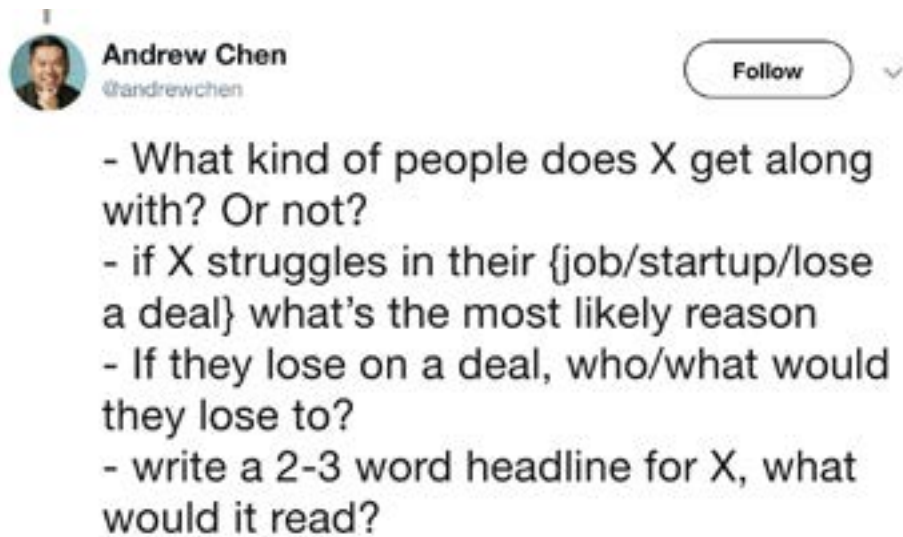 Andrew Chen
@andrewchen
Follow
- What kind of people does X get along
with? Or not?
- if X struggles in their {job/startup/lose
a deal} what's the most likely reason
- If they lose on a deal, who/what would
they lose to?
- write a 2-3 word headline for X, what
would it read?